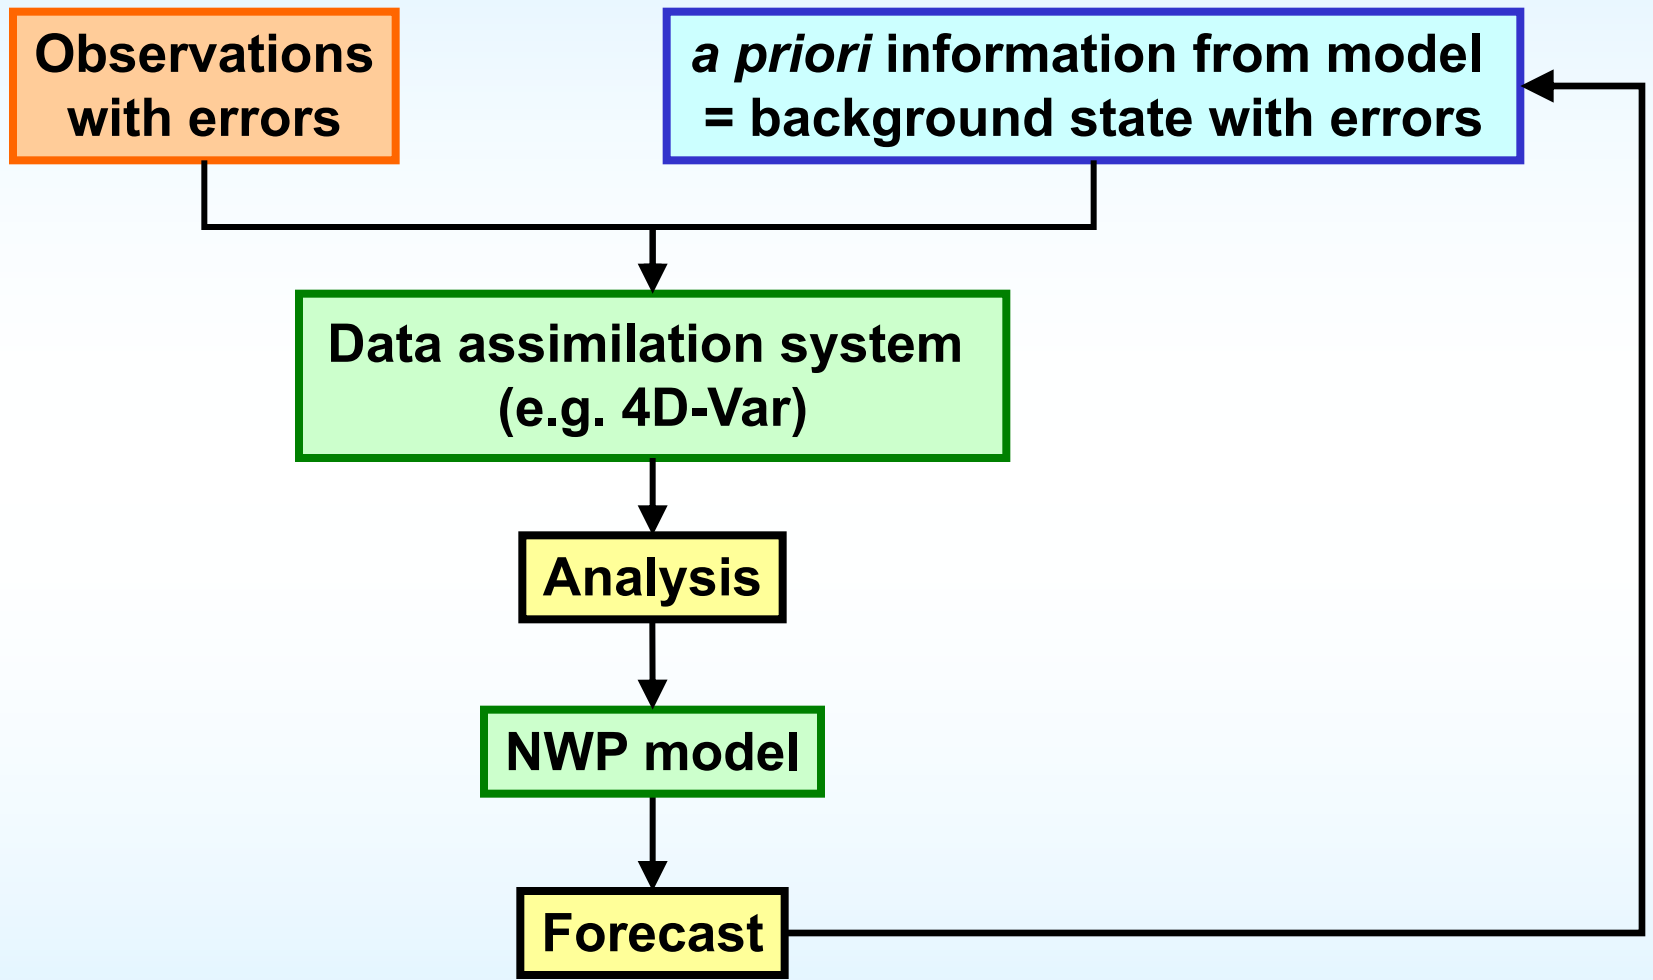 Observations
with errors
a priori information from model
= background state with errors
Data assimilation system
(e.g. 4D-Var)
Analysis
NWP model
Forecast